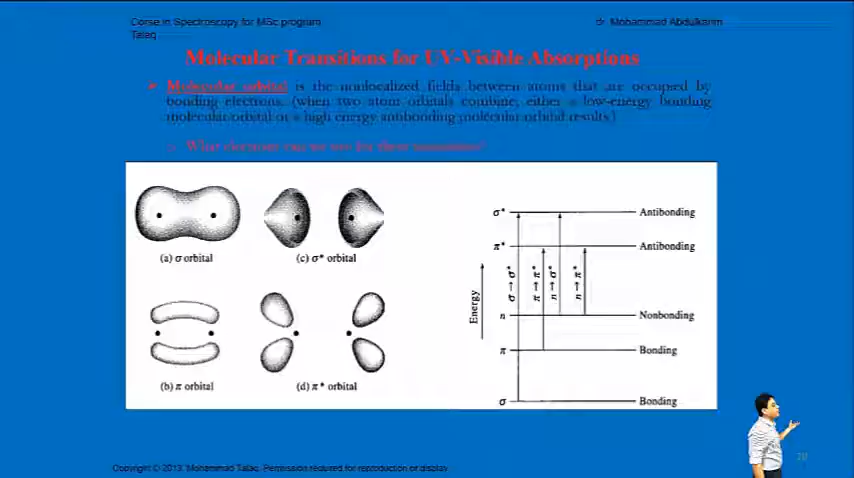 Corse in Spectroscopy for MSc program
dr. Mohammad Abdulkarim
Talaq
Molecular Transitions for UV-Visible Absorptions
Molecular orbital is the nonlocalized fields between atoms that are occupied by
bonding electrons. (when two atom orbitals combine, either a low-energy bonding
molecular orbital or a high energy antibonding molecular orbital results.)
What electrons can we use for these transitions?
(a) σ orbital
(c) σ* orbital
(b) π orbital
(d) π* orbital
Energy
σ*
Antibonding
π*
Antibonding
σ → σ*
π → π*
n → σ*
n → π*
n
Nonbonding
π
Bonding
σ
Bonding
20
Copyright © 2013. Mohammad Talaq. Permission required for reproduction or display